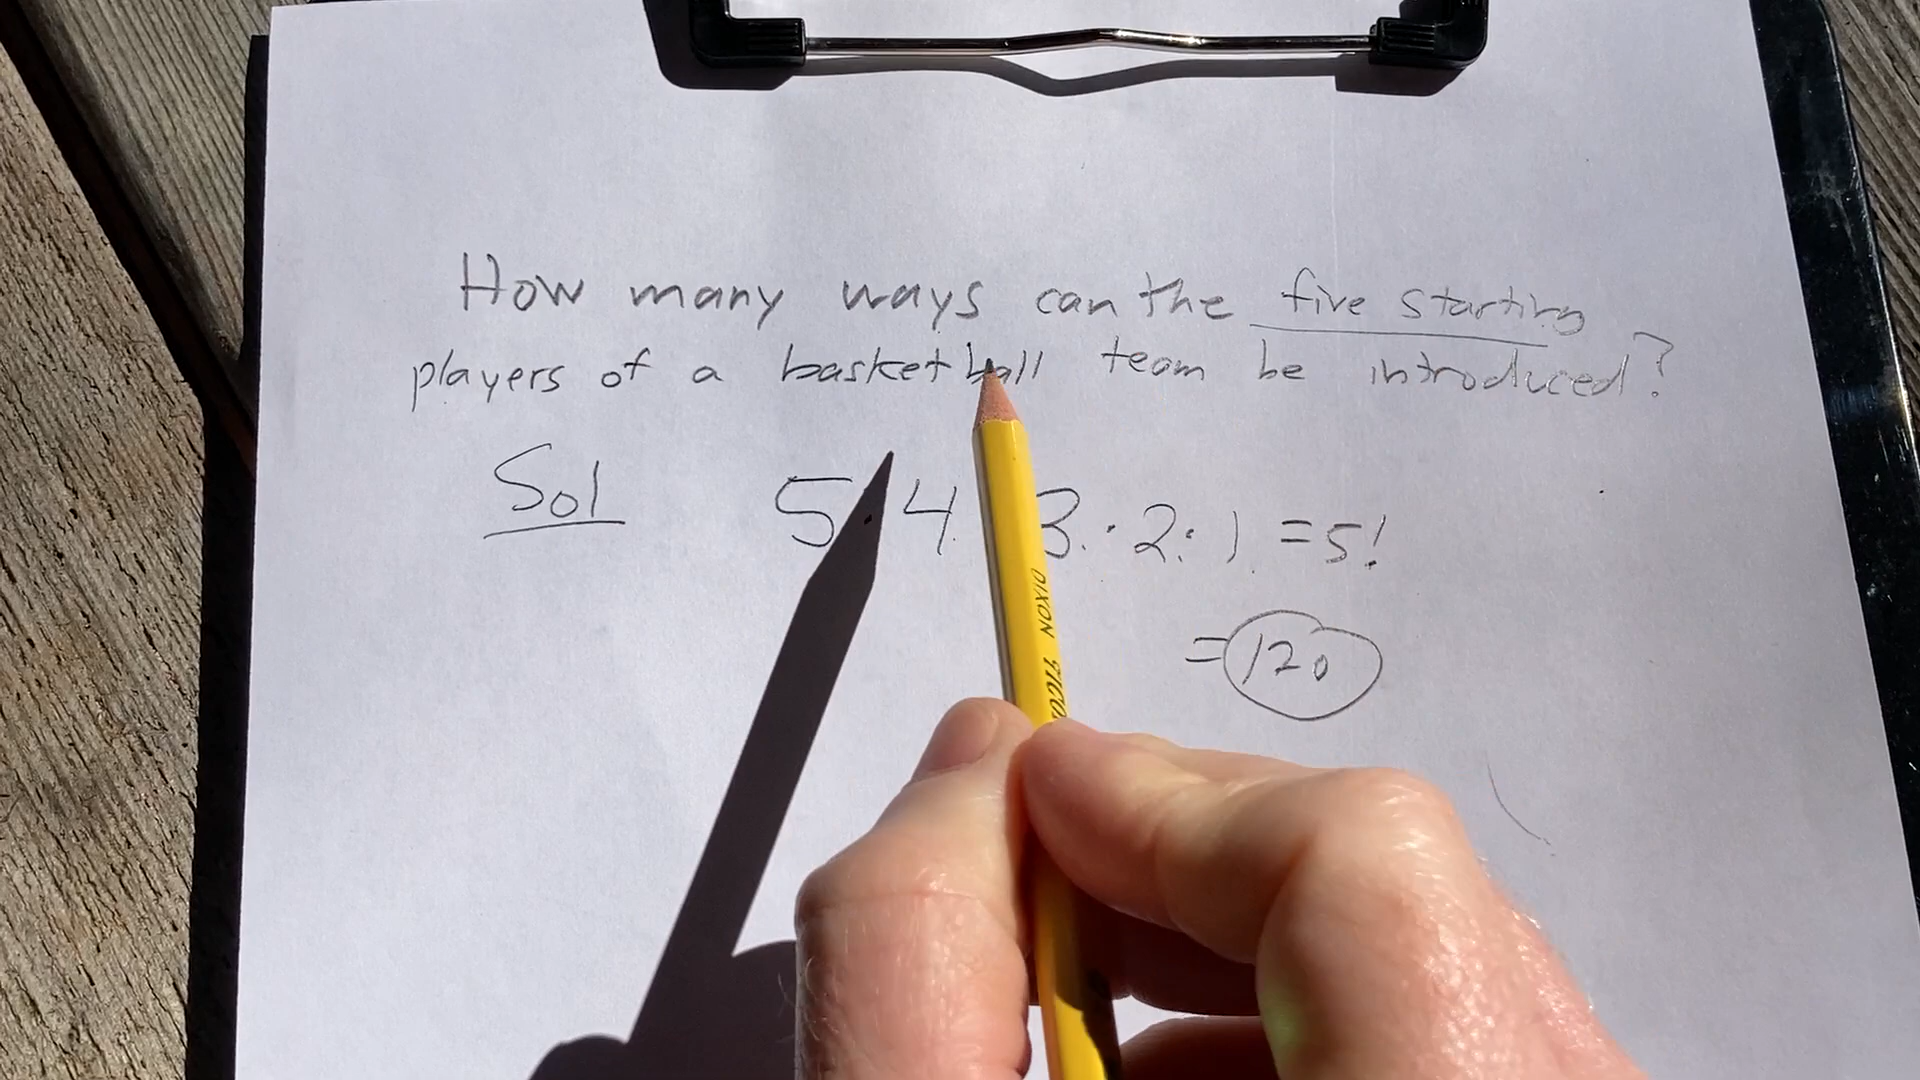 How many ways can the five starting
players of a basketball team be introduced?
Sol 5 · 4 · 3 · 2 · 1 = 5!
= 120
DIXON